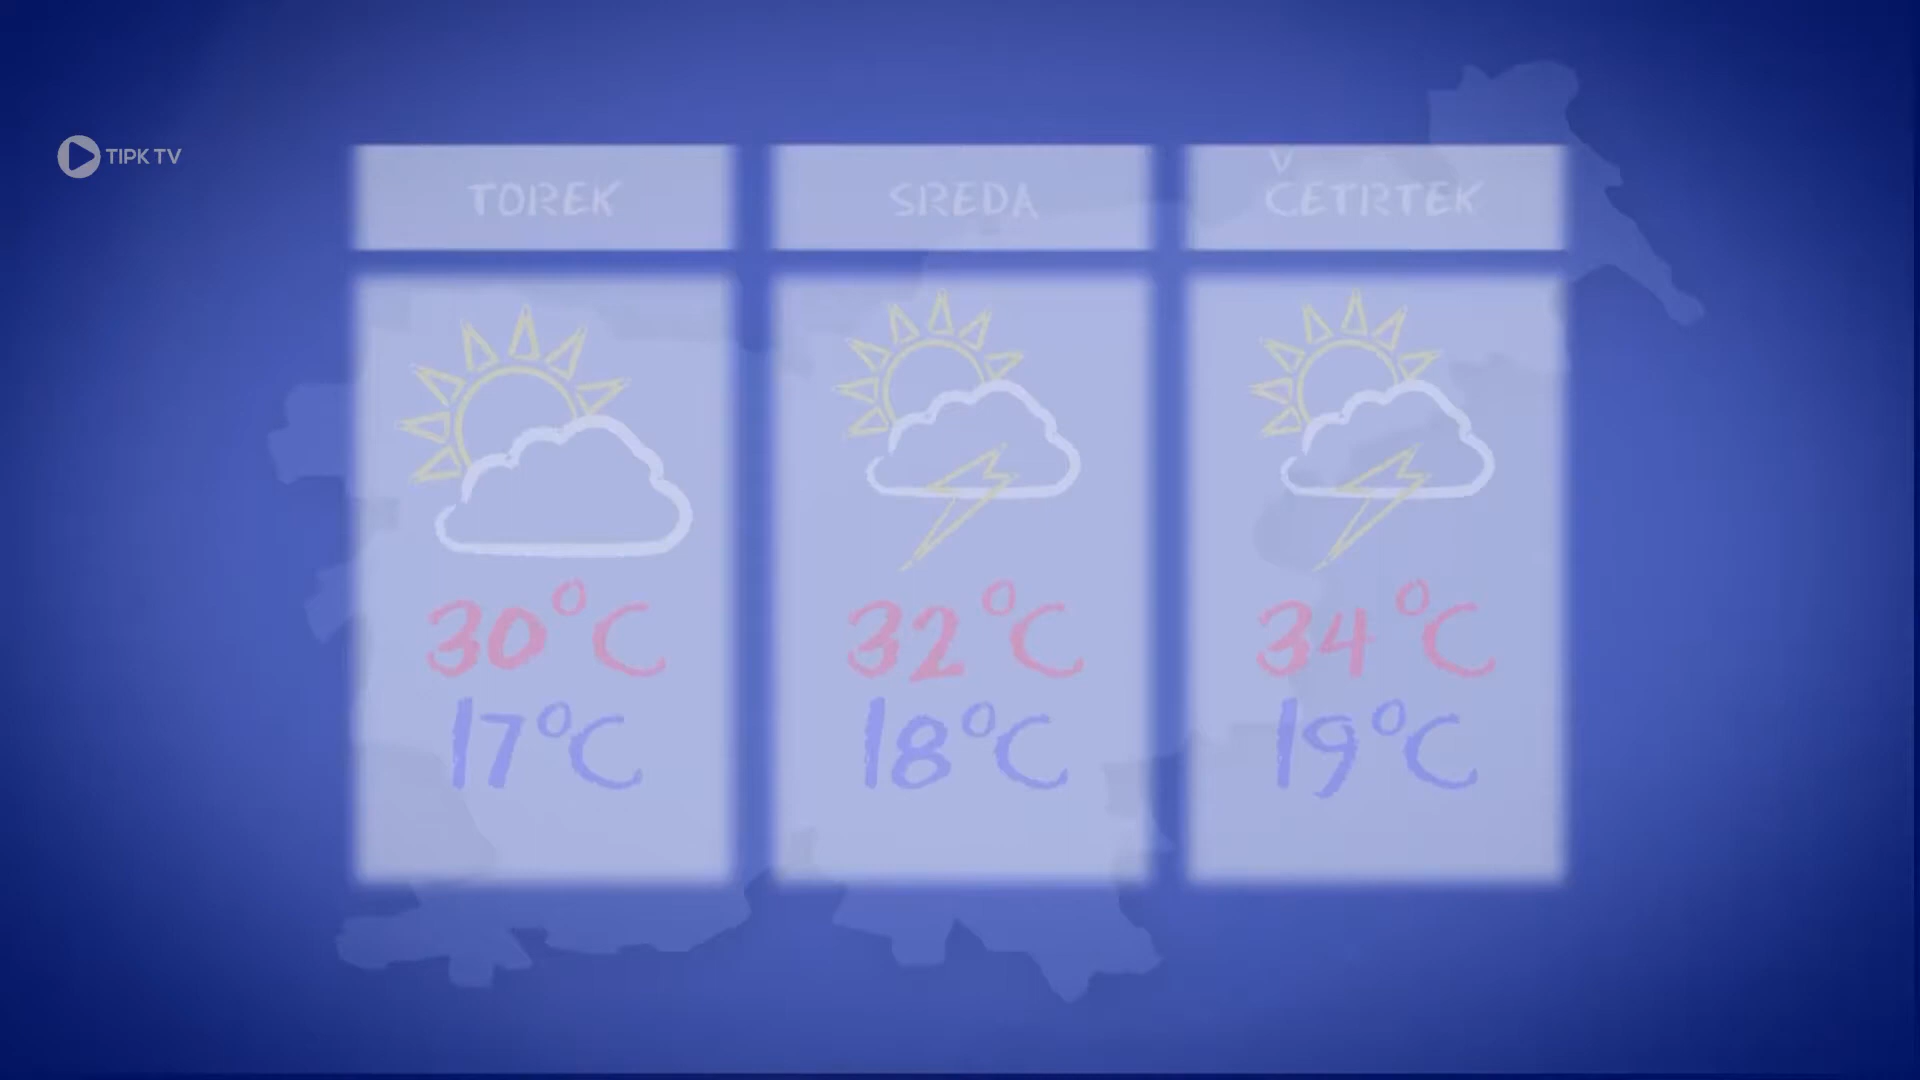 TIPK TV
TOREK
SREDA
ČETRTEK
30°C
17°C
32°C
18°C
34°C
19°C